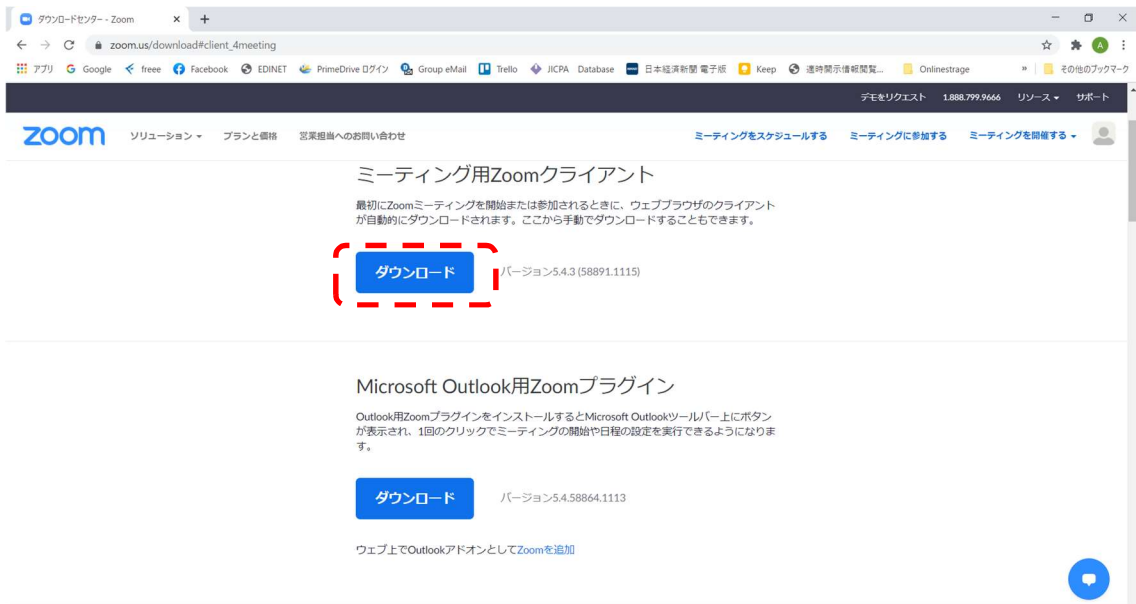 ダウンロードセンター - Zoom
zoom.us/download#client_4meeting
アプリ Google freee Facebook EDINET PrimeDrive ログイン Group eMail Trello JICPA Database 日本経済新聞 電子版 Keep 適時開示情報閲覧... Onlinestrage » その他のブックマーク
デモをリクエスト 1.888.799.9666 リソース サポート
zoom ソリューション プランと価格 営業担当へのお問い合わせ ミーティングをスケジュールする ミーティングに参加する ミーティングを開催する
ミーティング用Zoomクライアント
最初にZoomミーティングを開始または参加されるときに、ウェブブラウザのクライアント
が自動的にダウンロードされます。ここから手動でダウンロードすることもできます。
ダウンロード バージョン5.4.3 (58891.1115)
Microsoft Outlook用Zoomプラグイン
Outlook用ZoomプラグインをインストールするとMicrosoft Outlookツールバー上にボタン
が表示され、1回のクリックでミーティングの開始や日程の設定を実行できるようになりま
す。
ダウンロード バージョン5.4.58864.1113
ウェブ上でOutlookアドオンとしてZoomを追加